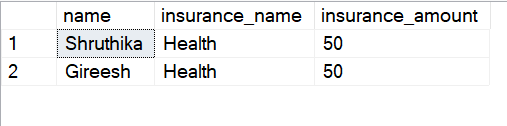 name insurance_name insurance_amount
1 Shruthika Health 50
2 Gireesh Health 50